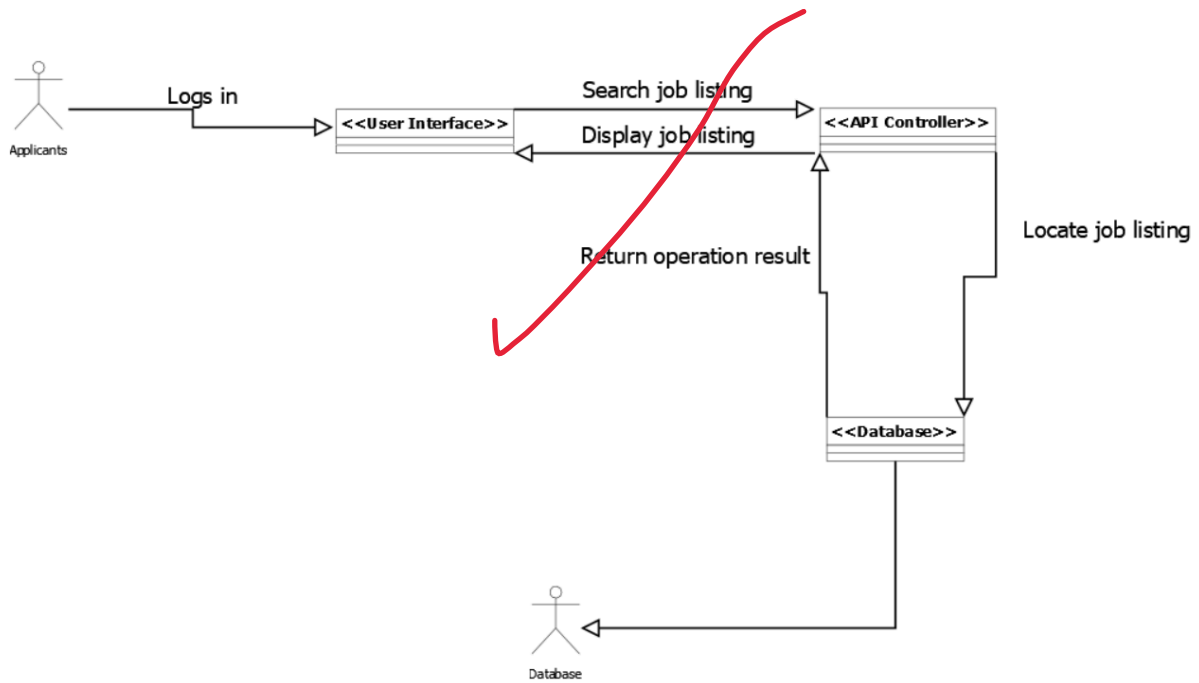 Logs in
Applicants
<<User Interface>>
Search job listing
Display job listing
<<API Controller>>
Locate job listing
Return operation result
<<Database>>
Database